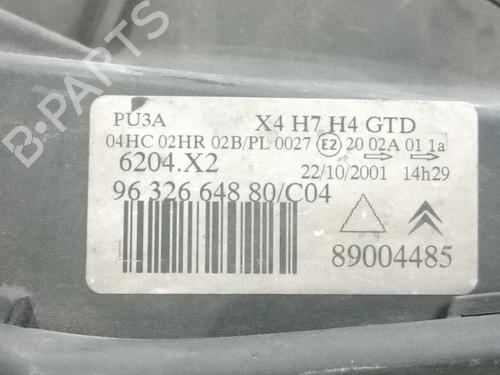 PU3A X4 H7 H4 GTD
04HC 02HR 02B/PL 0027 E2 20 02A 01 1a
6204.X2 22/10/2001 14h29
96 326 648 80/C04
89004485
B-PARTS